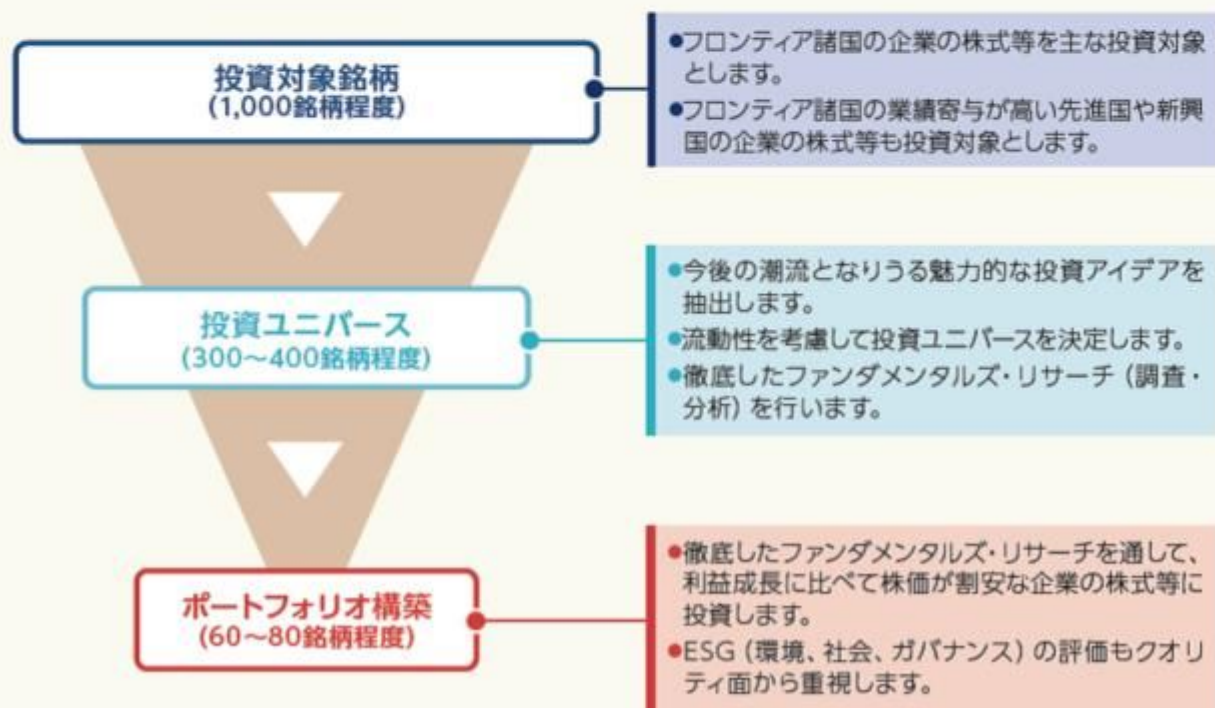 投資対象銘柄
(1,000銘柄程度)
●フロンティア諸国の企業の株式等を主な投資対象
とします。
●フロンティア諸国の業績寄与が高い先進国や新興
国の企業の株式等も投資対象とします。
投資ユニバース
(300～400銘柄程度)
●今後の潮流となりうる魅力的な投資アイデアを
抽出します。
●流動性を考慮して投資ユニバースを決定します。
●徹底したファンダメンタルズ・リサーチ（調査・
分析）を行います。
ポートフォリオ構築
(60～80銘柄程度)
●徹底したファンダメンタルズ・リサーチを通して、
利益成長に比べて株価が割安な企業の株式等に
投資します。
●ESG（環境、社会、ガバナンス）の評価もクオリ
ティ面から重視します。